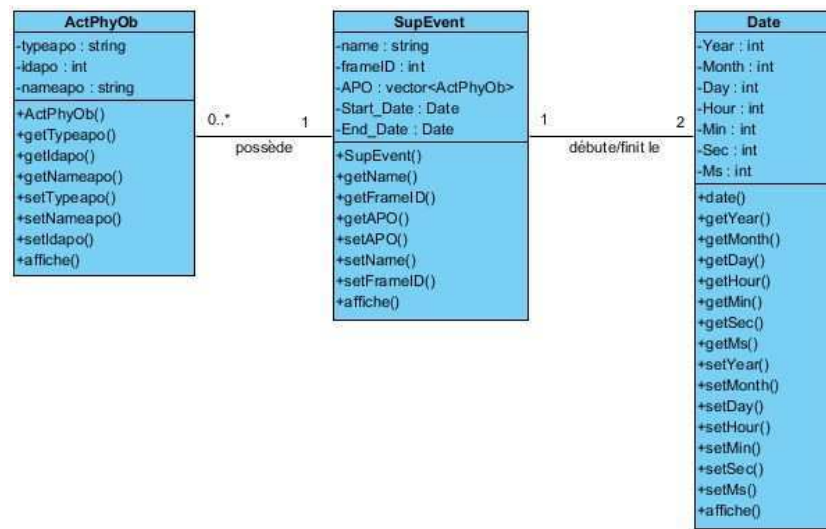 ActPhyOb
-typeapo : string
-idapo : int
-nameapo : string
+ActPhyOb()
+getTypeapo()
+getIdapo()
+getNameapo()
+setTypeapo()
+setNameapo()
+setIdapo()
+affiche()
0..*
1
possède
SupEvent
-name : string
-frameID : int
-APO : vector<ActPhyOb>
-Start_Date : Date
-End_Date : Date
+SupEvent()
+getName()
+getFrameID()
+getAPO()
+setAPO()
+setName()
+setFrameID()
+affiche()
1
2
débute/finit le
Date
-Year : int
-Month : int
-Day : int
-Hour : int
-Min : int
-Sec : int
-Ms : int
+date()
+getYear()
+getMonth()
+getDay()
+getHour()
+getMin()
+getSec()
+getMs()
+setYear()
+setMonth()
+setDay()
+setHour()
+setMin()
+setSec()
+setMs()
+affiche()